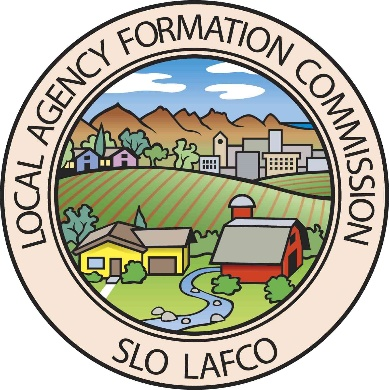 LOCAL AGENCY FORMATION COMMISSION
SLO LAFCO